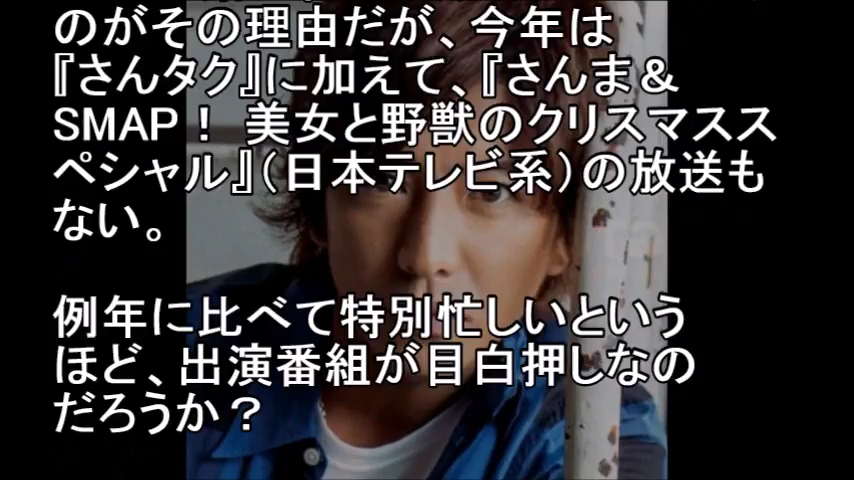 のがその理由だが、今年は
『さんタク』に加えて、『さんま＆
SMAP！ 美女と野獣のクリスマスス
ペシャル』（日本テレビ系）の放送も
ない。
例年に比べて特別忙しいという
ほど、出演番組が目白押しなの
だろうか？